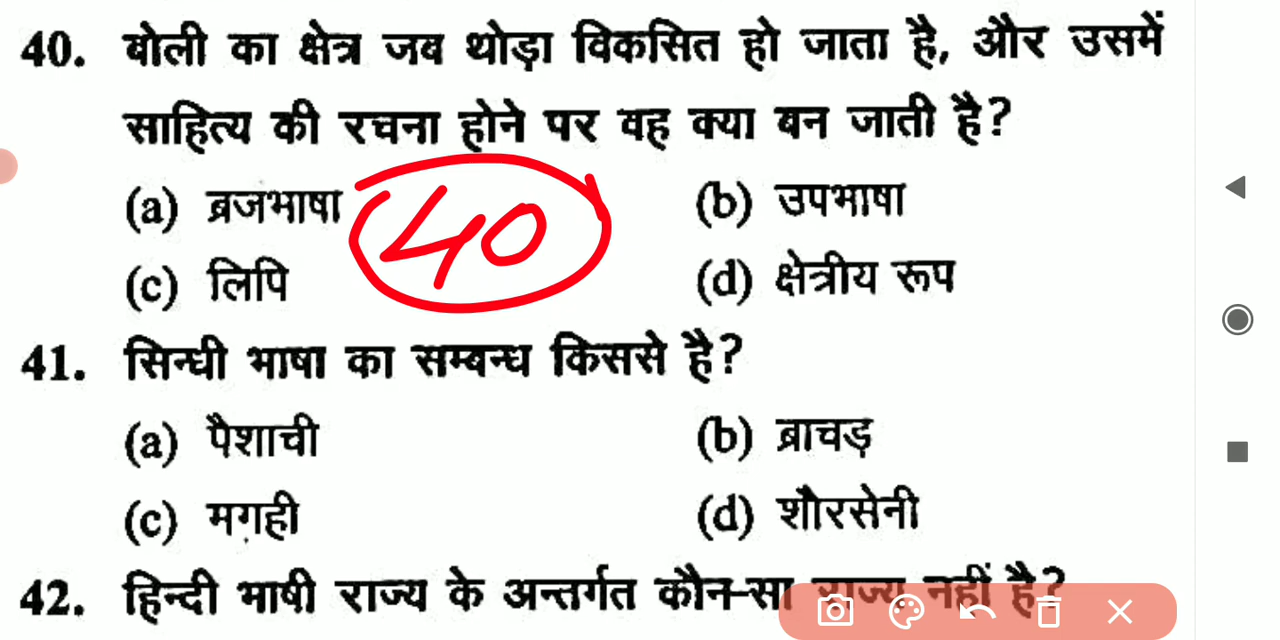 40. बोली का क्षेत्र जब थोड़ा विकसित हो जाता है, और उसमें
साहित्य की रचना होने पर वह क्या बन जाती है?
(a) ब्रजभाषा (b) उपभाषा
40
(c) लिपि (d) क्षेत्रीय रूप
41. सिन्धी भाषा का सम्बन्ध किससे है?
(a) पैशाची (b) ब्राचड़
(c) मगही (d) शौरसेनी
42. हिन्दी भाषी राज्य के अन्तर्गत कौन-सा राज्य नहीं है?